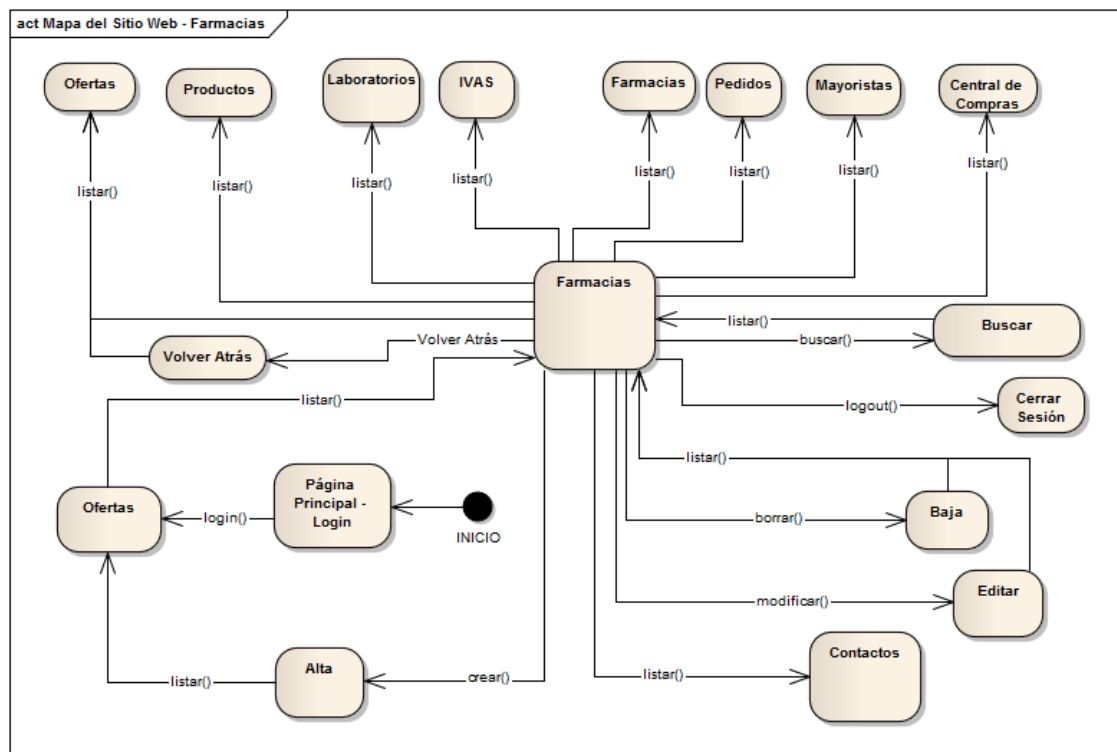 act Mapa del Sitio Web - Farmacias
Ofertas
Productos
Laboratorios
IVAS
Farmacias
Pedidos
Mayoristas
Central de
Compras
listar()
listar()
listar()
listar()
listar()
listar()
listar()
listar()
Farmacias
listar()
Buscar
buscar()
Volver Atrás
Volver Atrás
listar()
logout()
Cerrar
Sesión
listar()
Ofertas
login()
Página
Principal -
Login
INICIO
borrar()
Baja
modificar()
Editar
Alta
listar()
crear()
listar()
Contactos